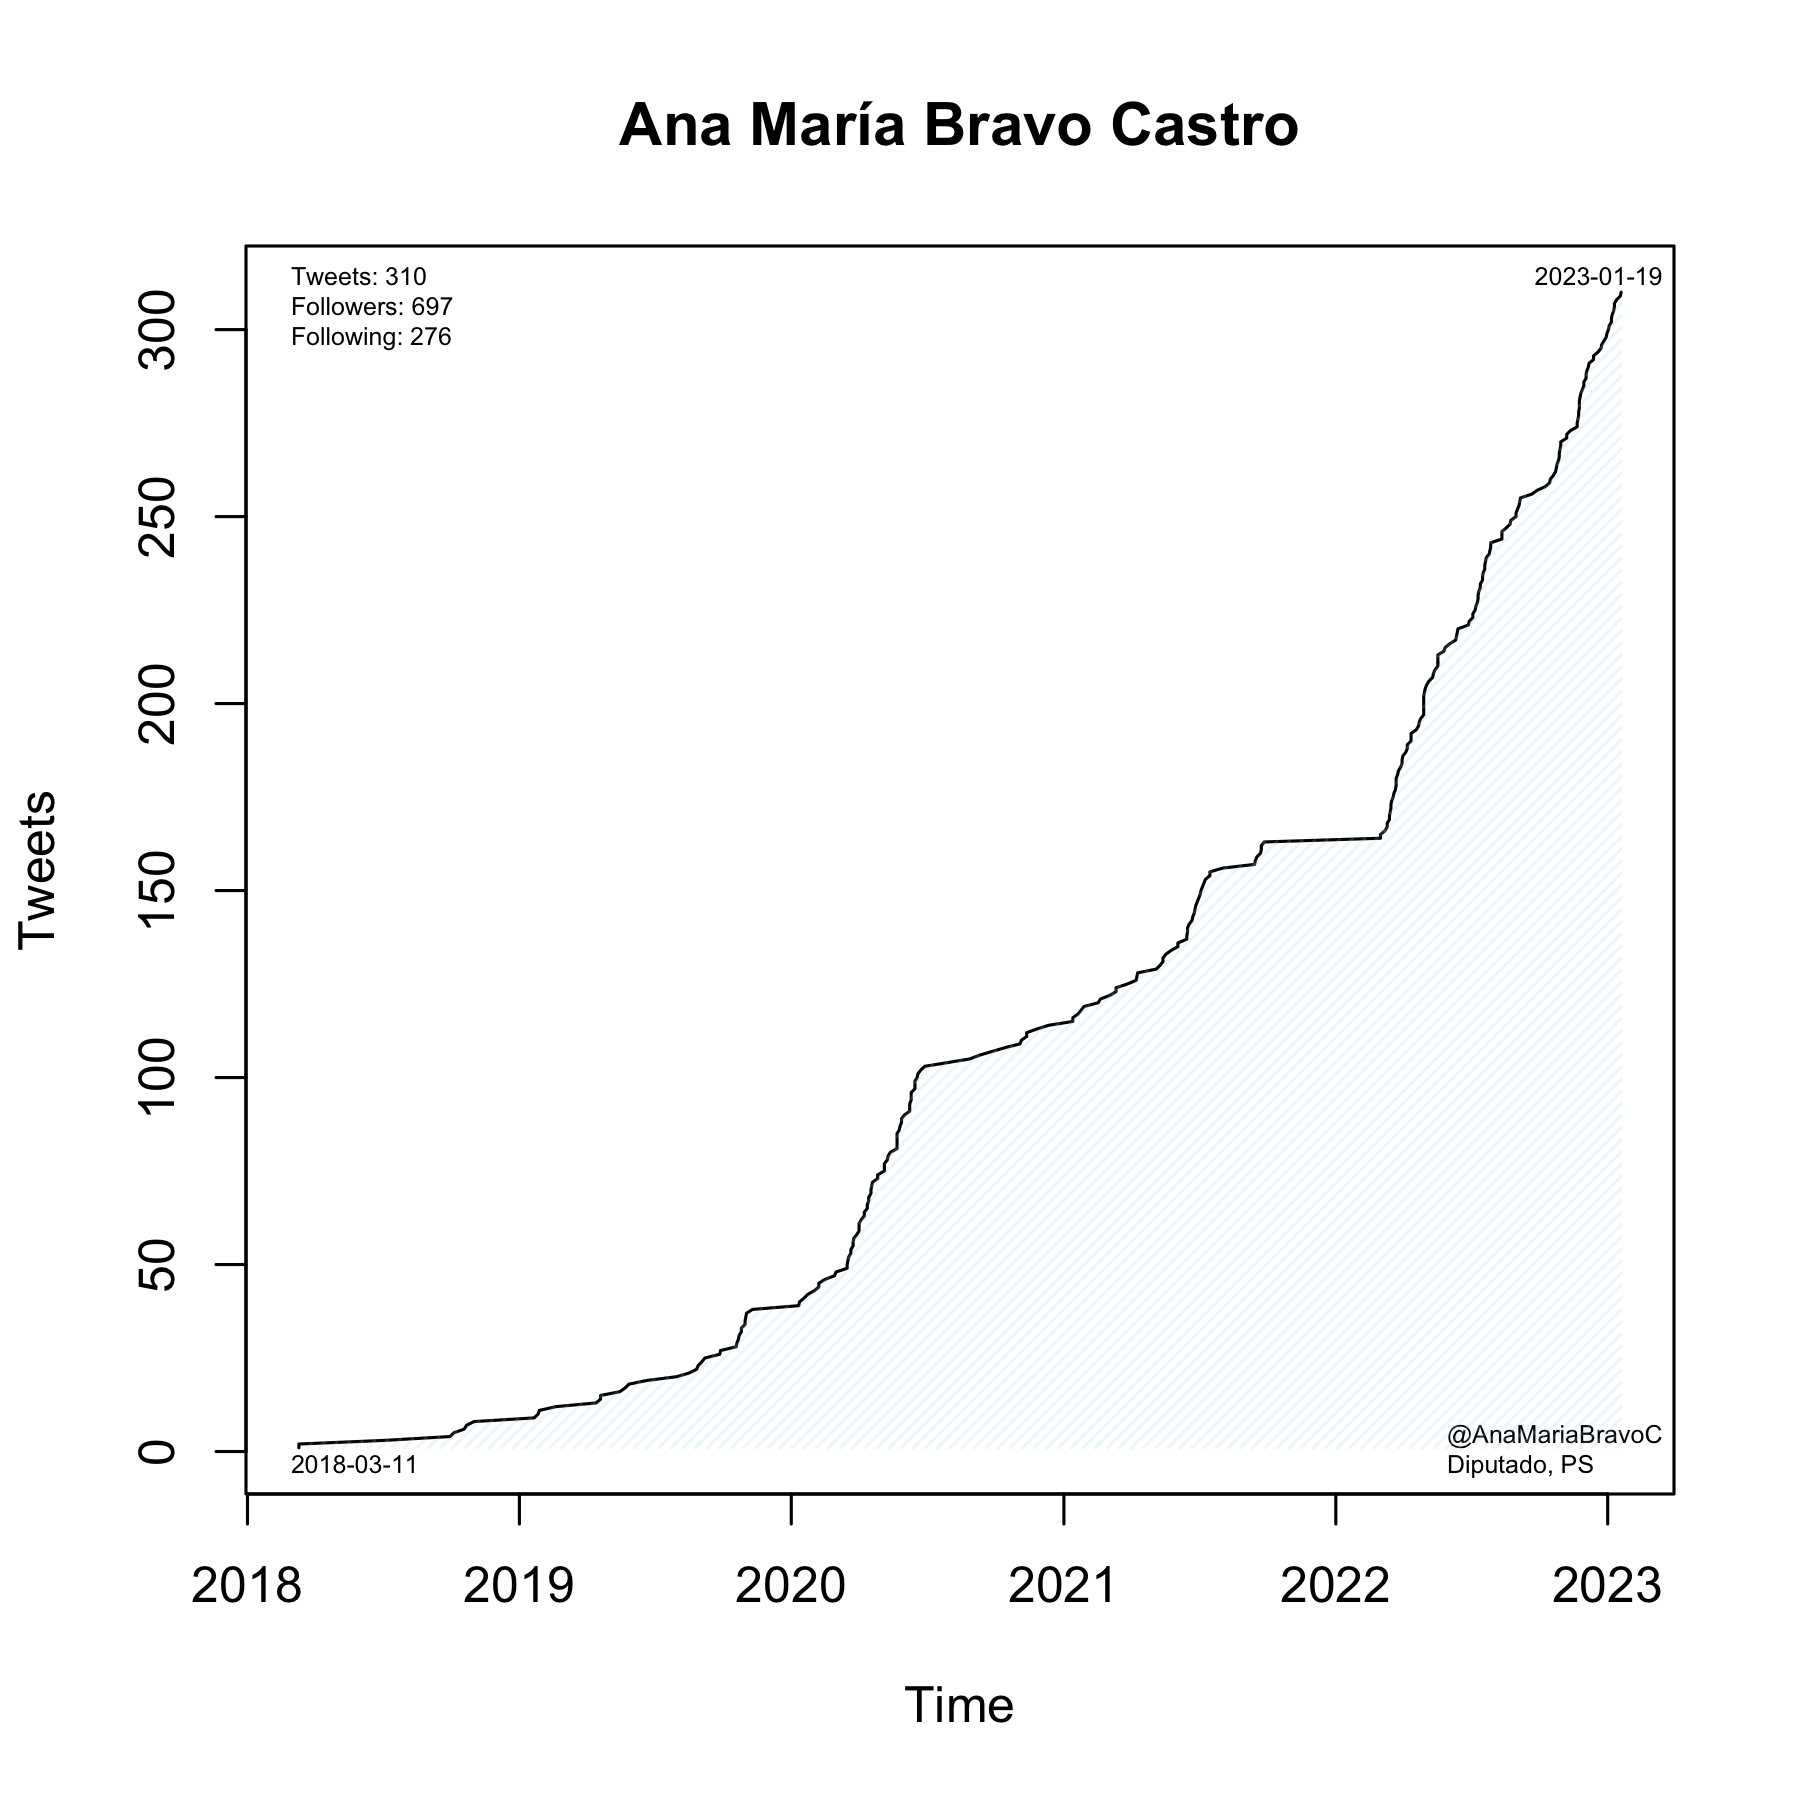 Ana María Bravo Castro
Tweets: 310
Followers: 697
Following: 276
2023-01-19
300
250
200
150
100
50
0
Tweets
@AnaMariaBravoC
Diputado, PS
2018-03-11
2018 2019 2020 2021 2022 2023
Time